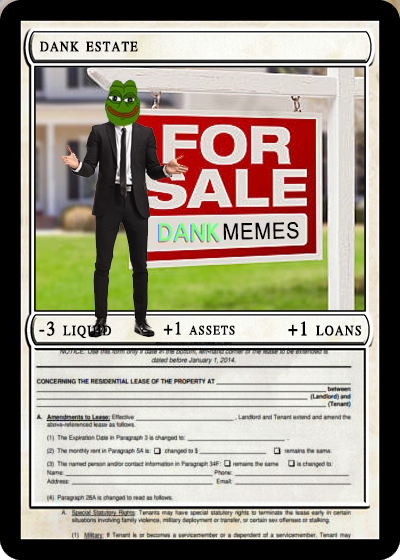 DANK ESTATE
FOR
SALE
DANK MEMES
-3 LIQUID +1 ASSETS +1 LOANS
NOTICE: Use this form only if date in the bottom, left-hand corner of the lease to be extended is
dated before January 1, 2014.
CONCERNING THE RESIDENTIAL LEASE OF THE PROPERTY AT
between
(Landlord) and
(Tenant)
A. Amendments to Lease: Effective , Landlord and Tenant extend and amend the
above-referenced lease as follows.
(1) The Expiration Date in Paragraph 3 is changed to: .
(2) The monthly rent in Paragraph 5A is: changed to $ remains the same.
(3) The named person and/or contact information in Paragraph 34F: remains the same is changed to:
Name: Phone:
Address: Email:
(4) Paragraph 28A is changed to read as follows.
A. Special Statutory Rights: Tenants may have special statutory rights to terminate the lease early in
certain situations involving family violence, military deployment or transfer, or certain sex offenses or stalking.
(1) Military: If Tenant is or becomes a servicemember or a dependent of a servicemember, Tenant may